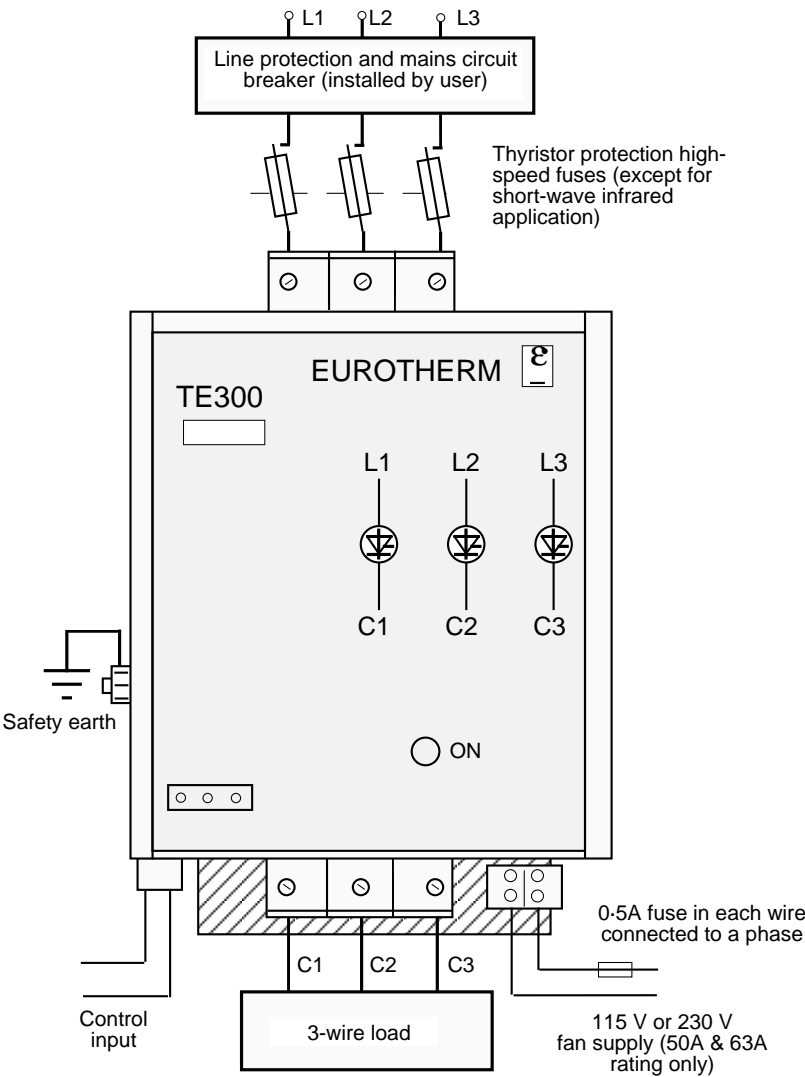 L1 L2 L3
Line protection and mains circuit
breaker (installed by user)
Thyristor protection high-
speed fuses (except for
short-wave infrared
application)
EUROTHERM ε
TE300
L1 L2 L3
C1 C2 C3
Safety earth
ON
0·5A fuse in each wire
connected to a phase
C1 C2 C3
Control
input
3-wire load
115 V or 230 V
fan supply (50A & 63A
rating only)